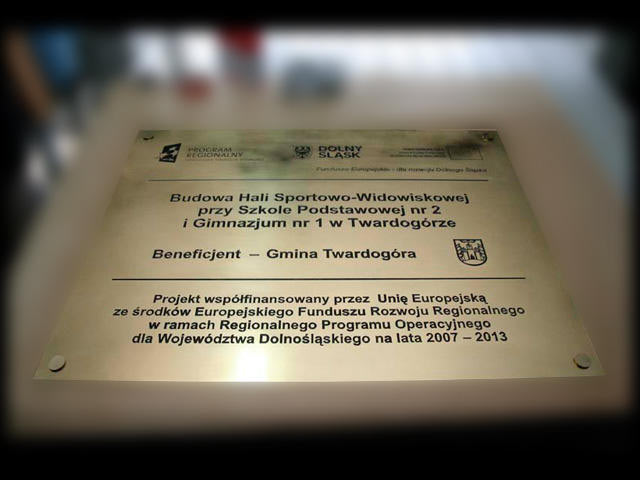 PROGRAM
REGIONALNY
DOLNY
ŚLĄSK
Fundusze Europejskie - dla rozwoju Dolnego Śląska
Budowa Hali Sportowo-Widowiskowej
przy Szkole Podstawowej nr 2
i Gimnazjum nr 1 w Twardogórze
Beneficjent – Gmina Twardogóra
Projekt współfinansowany przez Unię Europejską
ze środków Europejskiego Funduszu Rozwoju Regionalnego
w ramach Regionalnego Programu Operacyjnego
dla Województwa Dolnośląskiego na lata 2007 – 2013